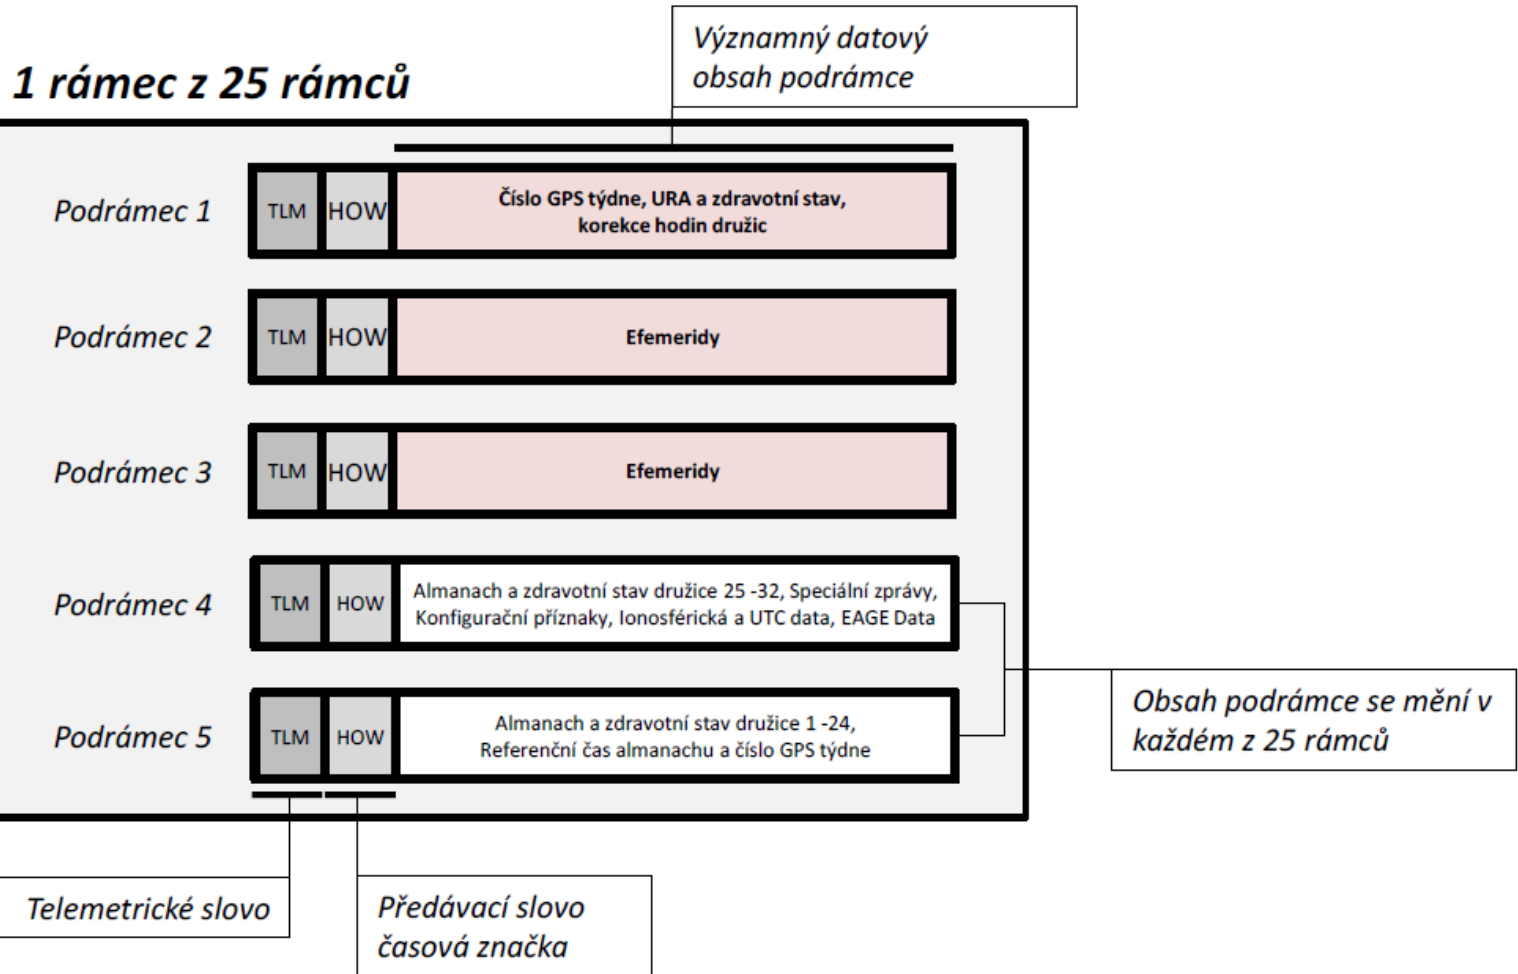 Významný datový
obsah podrámce
1 rámec z 25 rámců
Podrámec 1
TLM
HOW
Číslo GPS týdne, URA a zdravotní stav,
korekce hodin družic
Podrámec 2
TLM
HOW
Efemeridy
Podrámec 3
TLM
HOW
Efemeridy
Podrámec 4
TLM
HOW
Almanach a zdravotní stav družice 25 -32, Speciální zprávy,
Konfigurační příznaky, Ionosférická a UTC data, EAGE Data
Podrámec 5
TLM
HOW
Almanach a zdravotní stav družice 1 -24,
Referenční čas almanachu a číslo GPS týdne
Obsah podrámce se mění v
každém z 25 rámců
Telemetrické slovo
Předávací slovo
časová značka